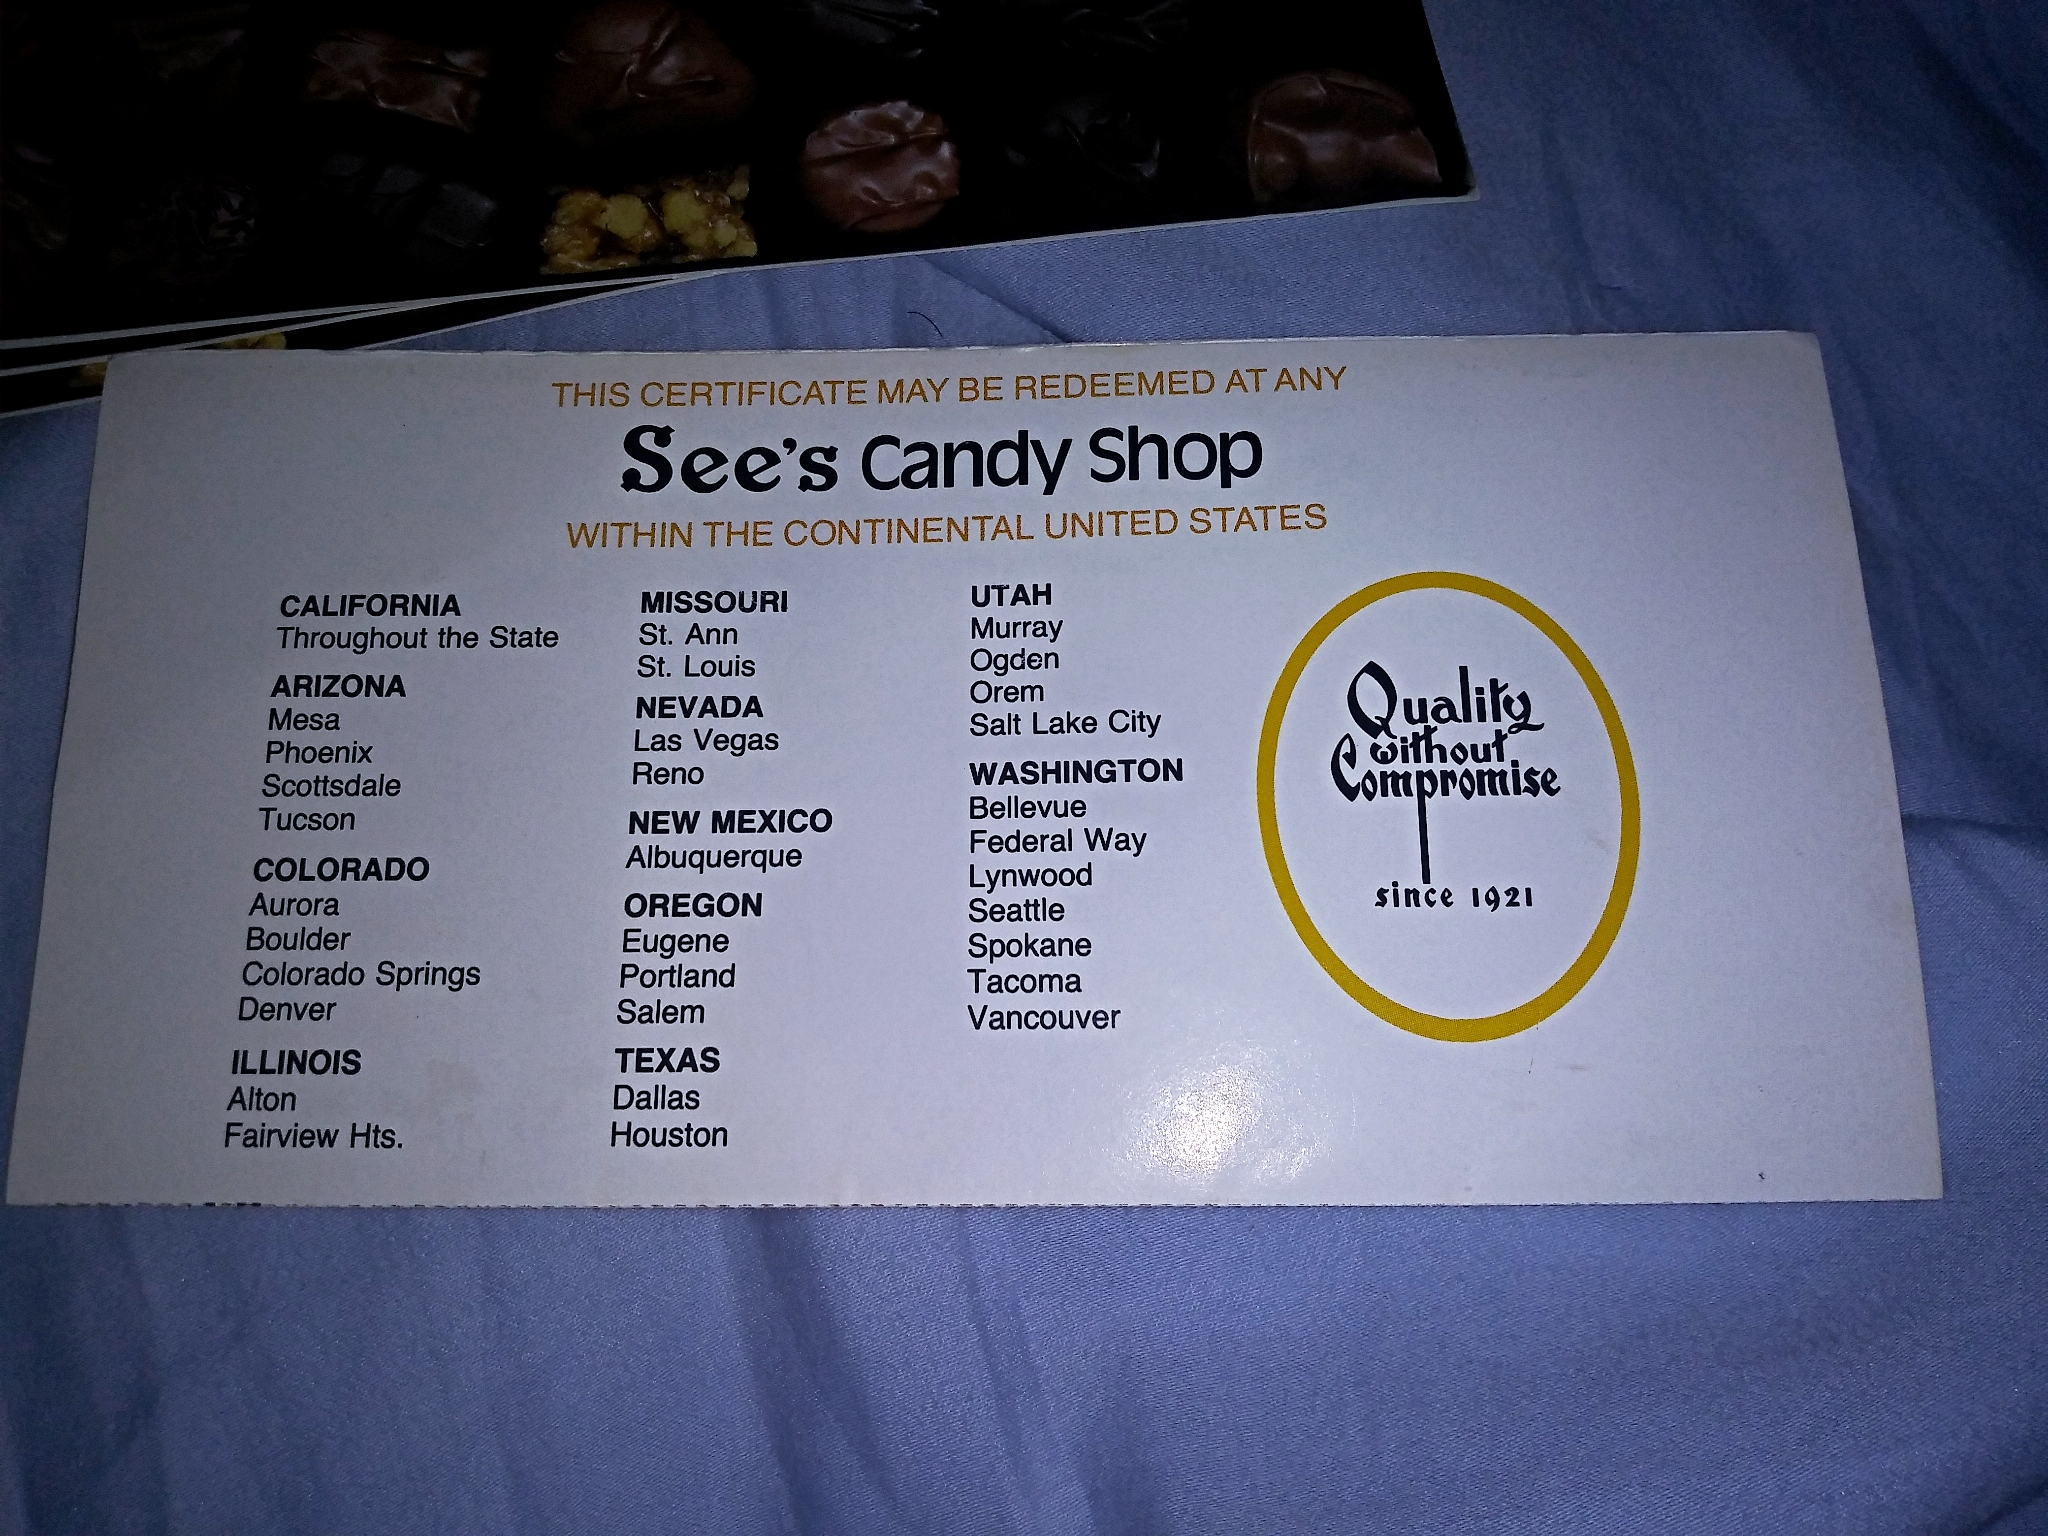 THIS CERTIFICATE MAY BE REDEEMED AT ANY
See's Candy Shop
WITHIN THE CONTINENTAL UNITED STATES
CALIFORNIA
Throughout the State
ARIZONA
Mesa
Phoenix
Scottsdale
Tucson
COLORADO
Aurora
Boulder
Colorado Springs
Denver
ILLINOIS
Alton
Fairview Hts.
MISSOURI
St. Ann
St. Louis
NEVADA
Las Vegas
Reno
NEW MEXICO
Albuquerque
OREGON
Eugene
Portland
Salem
TEXAS
Dallas
Houston
UTAH
Murray
Ogden
Orem
Salt Lake City
WASHINGTON
Bellevue
Federal Way
Lynwood
Seattle
Spokane
Tacoma
Vancouver
Quality
without
Compromise
since 1921